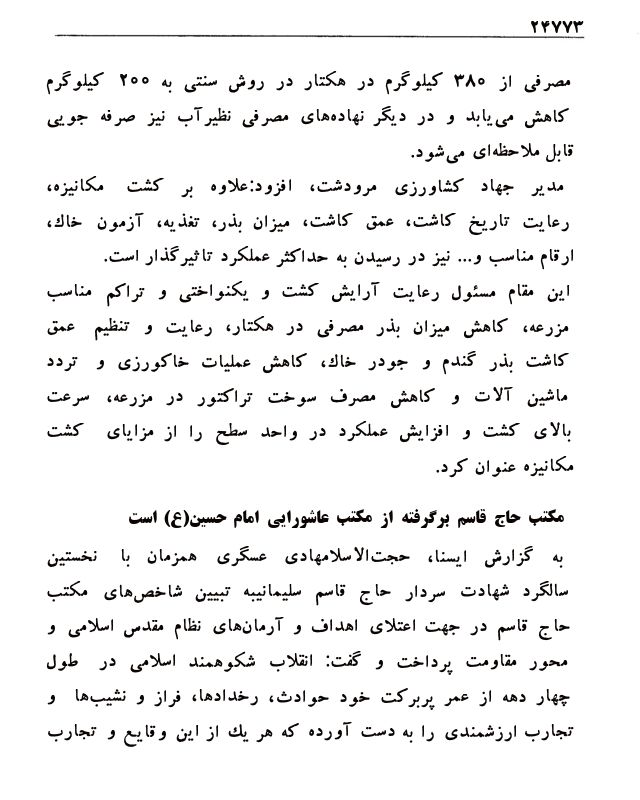 ۲۴۷۷۳
مصرفی از ۳۸۰ کیلوگرم در هکتار در روش سنتی به ۲۰۰ کیلوگرم
کاهش می‌یابد و در دیگر نهاده‌های مصرفی نظیرآب نیز صرفه جویی
قابل ملاحظه‌ای می‌شود.
مدیر جهاد کشاورزی مرودشت، افزود:علاوه بر کشت مکانیزه،
رعایت تاریخ کاشت، عمق کاشت، میزان بذر، تغذیه، آزمون خاك،
ارقام مناسب و... نیز در رسیدن به حداکثر عملکرد تاثیرگذار است.
این مقام مسئول رعایت آرایش کشت و یکنواختی و تراکم مناسب
مزرعه، کاهش میزان بذر مصرفی در هکتار، رعایت و تنظیم عمق
کاشت بذر گندم و جودر خاك، کاهش عملیات خاکورزی و تردد
ماشین آلات و کاهش مصرف سوخت تراکتور در مزرعه، سرعت
بالای کشت و افزایش عملکرد در واحد سطح را از مزایای کشت
مکانیزه عنوان کرد.
مکتب حاج قاسم برگرفته از مکتب عاشورایی امام حسین(ع) است
به گزارش ایسنا، حجت‌الاسلامهادی عسگری همزمان با نخستین
سالگرد شهادت سردار حاج قاسم سلیمانیبه تبیین شاخص‌های مکتب
حاج قاسم در جهت اعتلای اهداف و آرمان‌های نظام مقدس اسلامی و
محور مقاومت پرداخت و گفت: انقلاب شکوهمند اسلامی در طول
چهار دهه از عمر پربرکت خود حوادث، رخدادها، فراز و نشیب‌ها و
تجارب ارزشمندی را به دست آورده که هر یك از این وقایع و تجارب